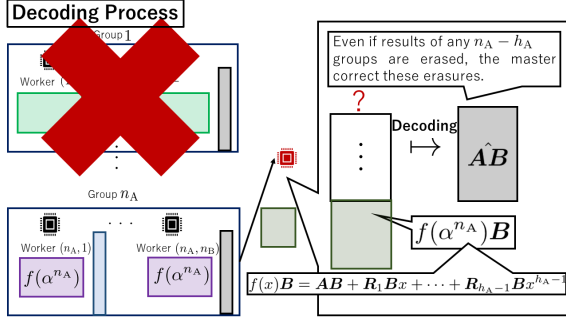 Decoding Process
Group 1
Worker (
Group n_A
Worker (n_A, 1)
· · ·
Worker (n_A, n_B)
f(α^{n_A})
f(α^{n_A})
Even if results of any n_A − h_A
groups are erased, the master
correct these erasures.
?
Decoding
⟼
\hat{AB}
f(α^{n_A})B
f(x)B = AB + R_1Bx + ⋯ + R_{h_A−1}Bx^{h_A−1}